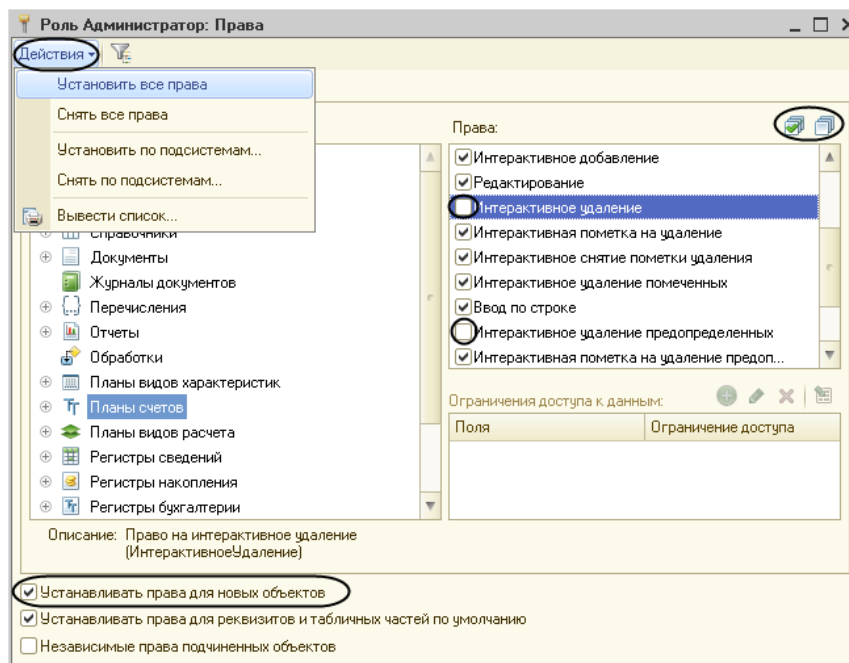 Роль Администратор: Права
Действия
Установить все права
Снять все права
Установить по подсистемам...
Снять по подсистемам...
Вывести список...
Справочники
Документы
Журналы документов
Перечисления
Отчеты
Обработки
Планы видов характеристик
Планы счетов
Планы видов расчета
Регистры сведений
Регистры накопления
Регистры бухгалтерии
Права:
Интерактивное добавление
Редактирование
Интерактивное удаление
Интерактивная пометка на удаление
Интерактивное снятие пометки удаления
Интерактивное удаление помеченных
Ввод по строке
Интерактивное удаление предопределенных
Интерактивная пометка на удаление предоп...
Ограничения доступа к данным:
Поля
Ограничение доступа
Описание: Право на интерактивное удаление
(ИнтерактивноеУдаление)
Устанавливать права для новых объектов
Устанавливать права для реквизитов и табличных частей по умолчанию
Независимые права подчиненных объектов